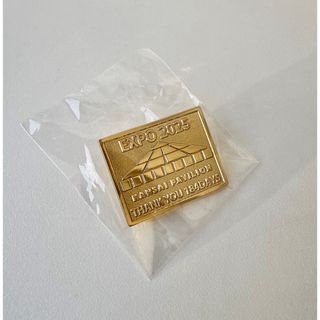 EXPO 2025
KANSAI PAVILION
THANK YOU 184DAYS